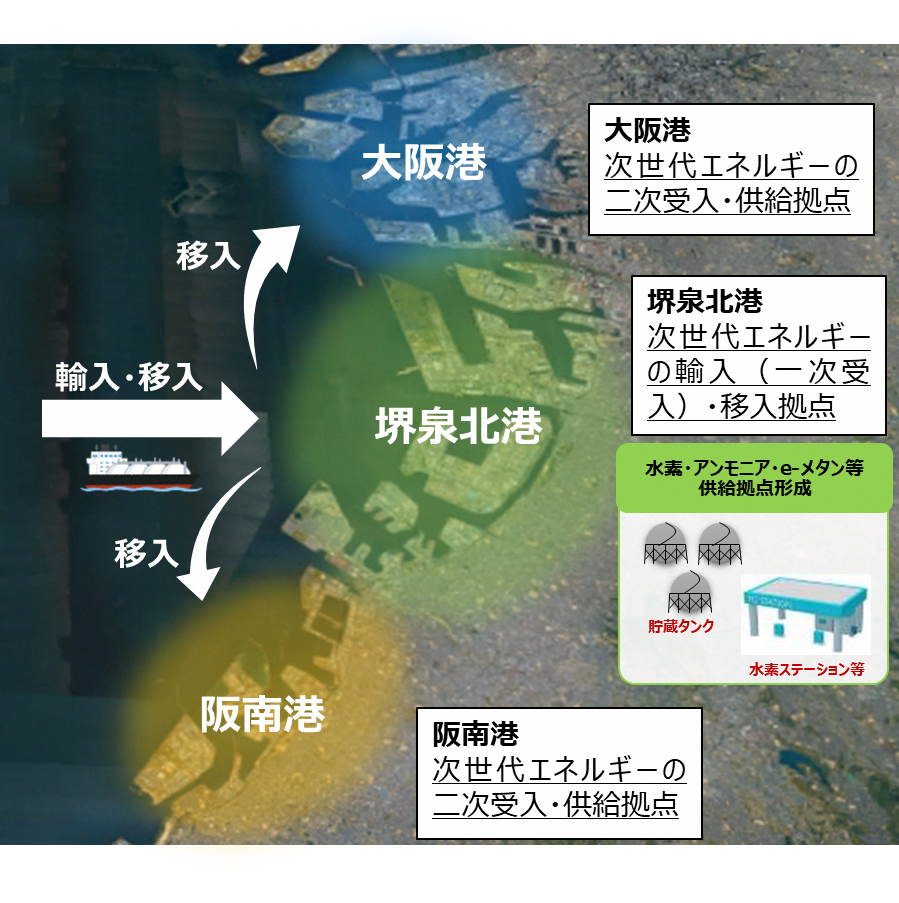 大阪港
大阪港
次世代エネルギーの
二次受入・供給拠点
移入
堺泉北港
次世代エネルギー
の輸入（一次受
入）・移入拠点
輸入・移入
堺泉北港
水素・アンモニア・e-メタン等
供給拠点形成
移入
貯蔵タンク
H2 STATION
水素ステーション等
阪南港
阪南港
次世代エネルギーの
二次受入・供給拠点